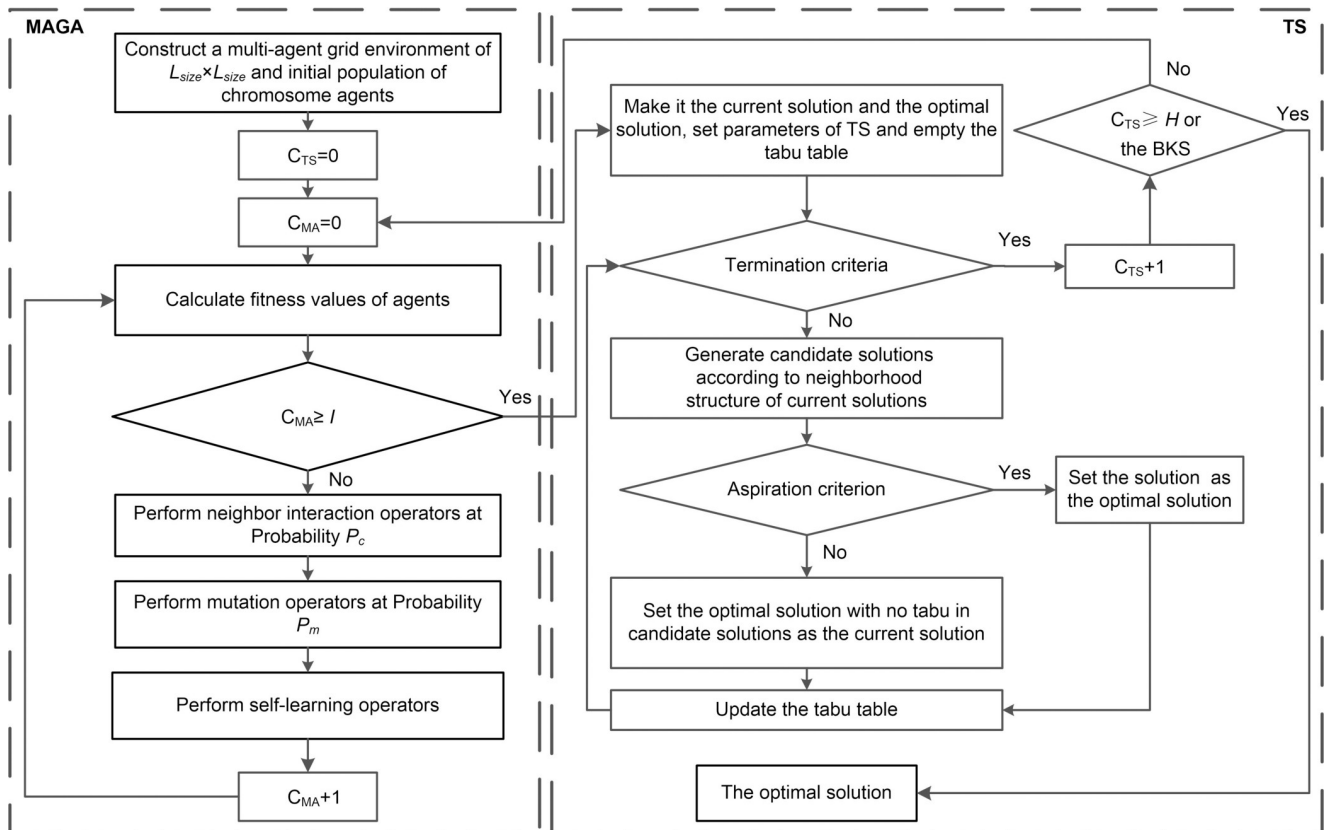 MAGA
Construct a multi-agent grid environment of
Lsize×Lsize and initial population of
chromosome agents
CTS=0
CMA=0
Calculate fitness values of agents
CMA≥ I
Yes
No
Perform neighbor interaction operators at
Probability Pc
Perform mutation operators at Probability
Pm
Perform self-learning operators
CMA+1
TS
Make it the current solution and the optimal
solution, set parameters of TS and empty the
tabu table
No
CTS⩾ H or
the BKS
Yes
Termination criteria
Yes
CTS+1
No
Generate candidate solutions
according to neighborhood
structure of current solutions
Aspiration criterion
Yes
Set the solution as
the optimal solution
No
Set the optimal solution with no tabu in
candidate solutions as the current solution
Update the tabu table
The optimal solution